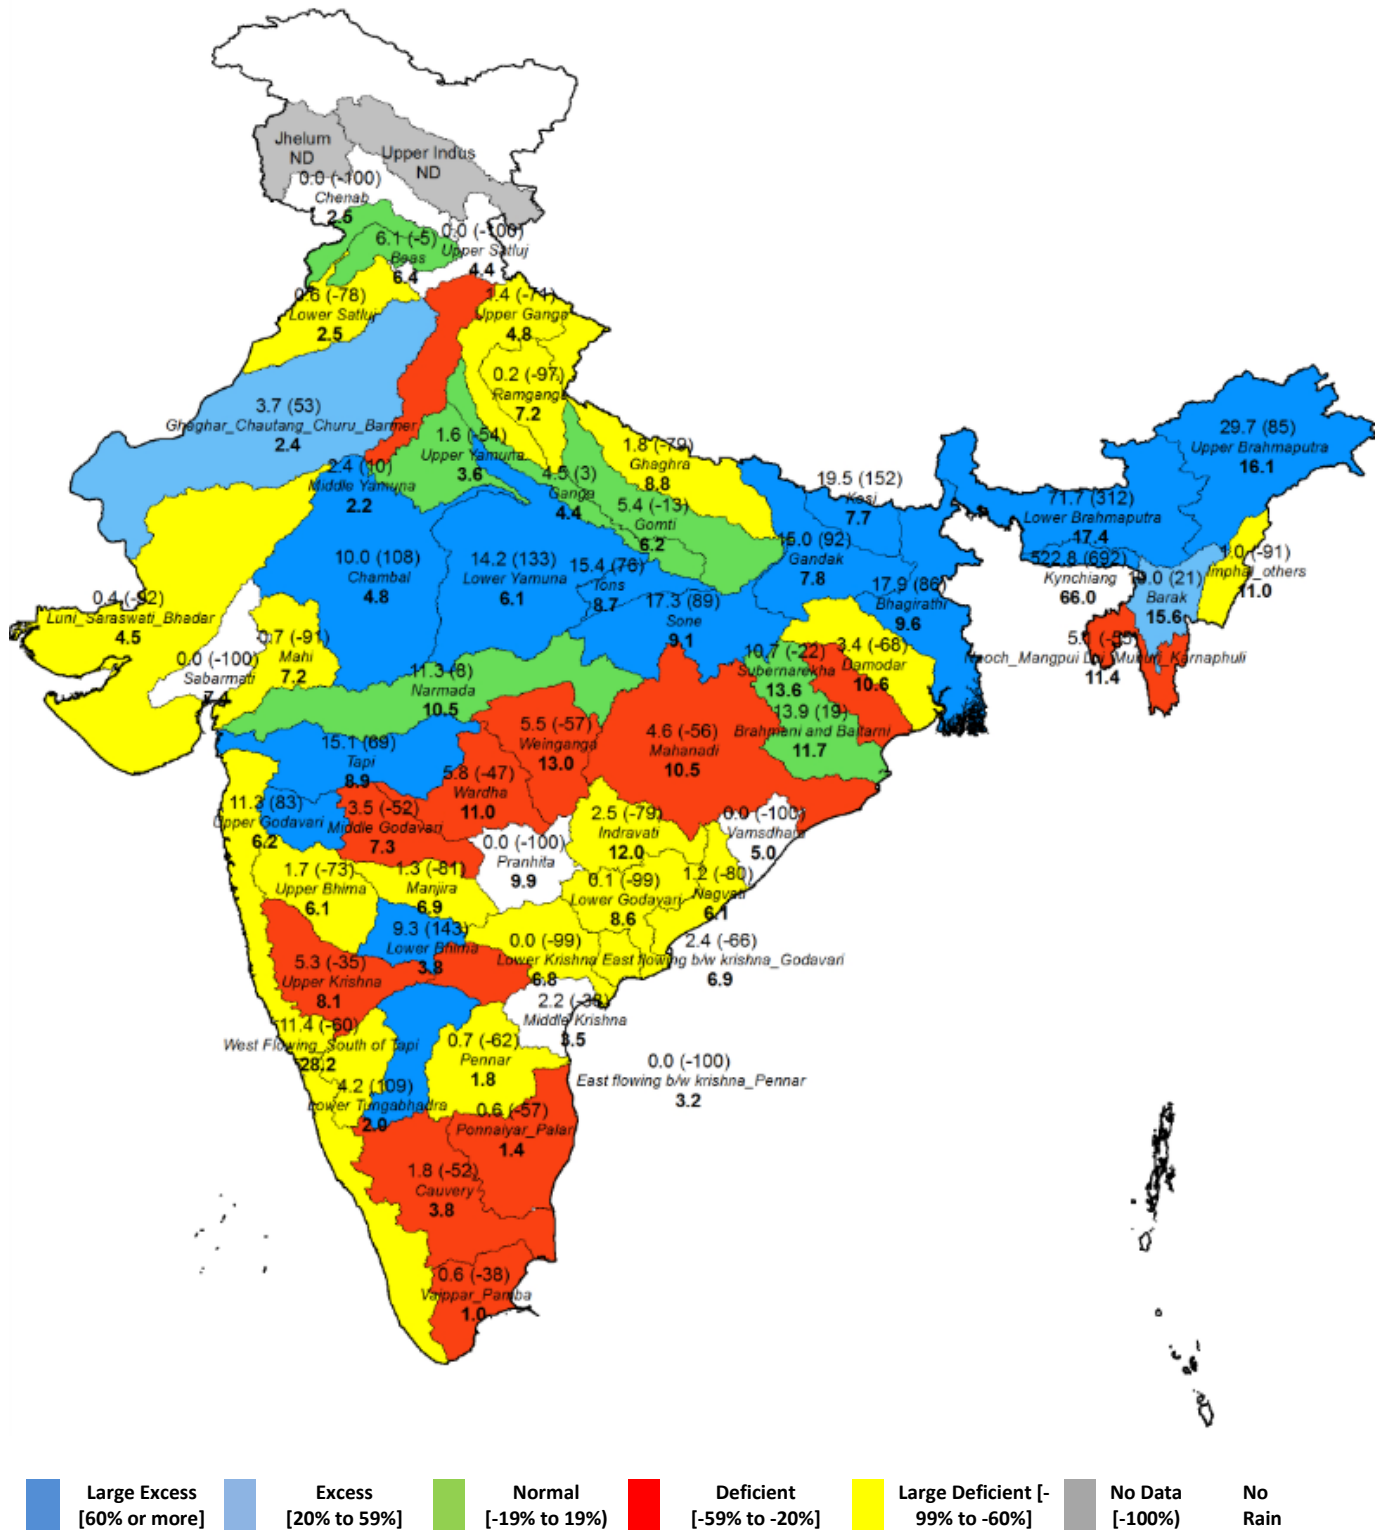 Jhelum
ND
Upper Indus
ND
0.0 (-100)
Chenab
2.6
6.1 (-5)
Beas
6.4
0.0 (-100)
Upper Satluj
4.4
0.6 (-78)
Lower Satluj
2.5
1.4 (-71)
Upper Ganga
4.8
0.2 (-97)
Ramganga
7.2
3.7 (53)
Ghaghar_Chautang_Churu_Barmer
2.4
1.6 (-54)
Upper Yamuna
3.6
2.4 (10)
Middle Yamuna
2.2
4.5 (3)
Ganga
4.4
1.8 (-79)
Ghaghra
8.8
5.4 (-13)
Gomti
6.2
19.5 (152)
Kosi
7.7
29.7 (85)
Upper Brahmaputra
16.1
71.7 (312)
Lower Brahmaputra
17.4
522.8 (692)
Kynchiang
66.0
1.0 (-91)
Imphal_others
11.0
19.0 (21)
Barak
15.6
11.4
10.0 (108)
Chambal
4.8
14.2 (133)
Lower Yamuna
6.1
15.4 (76)
Tons
8.7
15.0 (92)
Gandak
7.8
17.9 (86)
Bhagirathi
9.6
17.3 (89)
Sone
9.1
0.4 (-92)
Luni_Saraswati_Bhadar
4.5
0.0 (-100)
Sabarmati
7.4
0.7 (-91)
Mahi
7.2
11.3 (8)
Narmada
10.5
10.7 (-22)
Subernarekha
13.6
3.4 (-68)
Damodar
10.6
13.9 (19)
Brahmani and Baitarni
11.7
15.1 (69)
Tapi
8.9
5.5 (-57)
Weinganga
13.0
4.6 (-56)
Mahanadi
10.5
5.8 (-47)
Wardha
11.0
11.3 (83)
Upper Godavari
6.2
3.5 (-52)
Middle Godavari
7.3
0.0 (-100)
Pranhita
9.9
2.5 (-79)
Indravati
12.0
0.0 (-100)
Vamsdhara
5.0
1.7 (-73)
Upper Bhima
6.1
1.3 (-81)
Manjira
6.9
0.1 (-99)
Lower Godavari
8.6
1.2 (-80)
Nagvati
6.1
9.3 (143)
Lower Bhima
3.8
0.0 (-99)
Lower Krishna
6.8
2.4 (-66)
East flowing b/w krishna_Godavari
6.9
5.3 (-35)
Upper Krishna
8.1
2.2 (-38)
Middle Krishna
3.5
11.4 (-60)
West Flowing_South of Tapi
28.2
0.7 (-62)
Pennar
1.8
0.0 (-100)
East flowing b/w krishna_Pennar
3.2
4.2 (109)
Lower Tungabhadra
2.0
0.6 (-57)
Ponnaiyar_Palar
1.4
1.8 (-52)
Cauvery
3.8
0.6 (-38)
Vaippar_Pamba
1.0
Large Excess
[60% or more]
Excess
[20% to 59%]
Normal
[-19% to 19%)
Deficient
[-59% to -20%]
Large Deficient [-
99% to -60%]
No Data
[-100%)
No
Rain